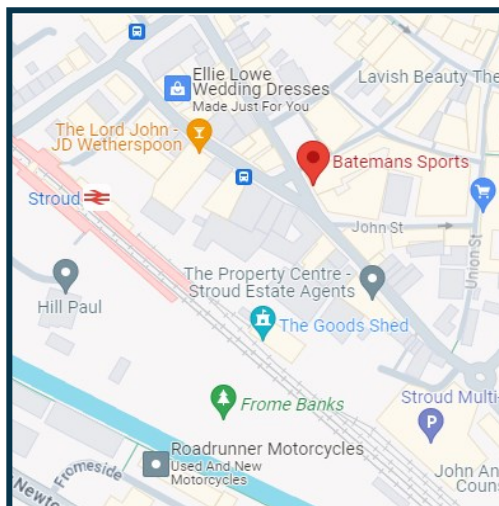 Ellie Lowe
Wedding Dresses
Made Just For You
Lavish Beauty The
The Lord John -
JD Wetherspoon
Batemans Sports
Stroud
John St
Union St
The Property Centre -
Stroud Estate Agents
Hill Paul
The Goods Shed
Frome Banks
Stroud Multi-
P
Roadrunner Motorcycles
Used And New
Motorcycles
John An
Couns
Fromeside
Newto